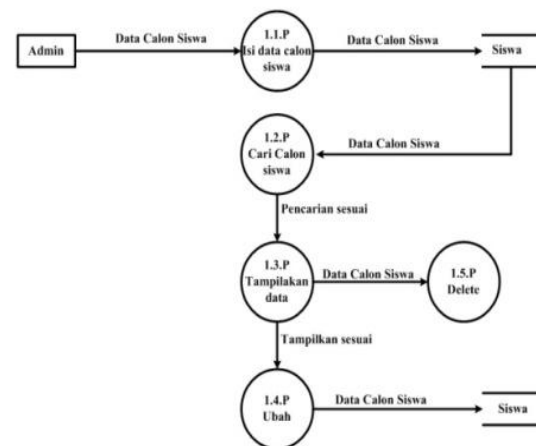 Admin
Data Calon Siswa
1.1.P
Isi data calon
siswa
Data Calon Siswa
Siswa
1.2.P
Cari Calon
siswa
Data Calon Siswa
Pencarian sesuai
1.3.P
Tampilakan
data
Data Calon Siswa
1.5.P
Delete
Tampilkan sesuai
1.4.P
Ubah
Data Calon Siswa
Siswa